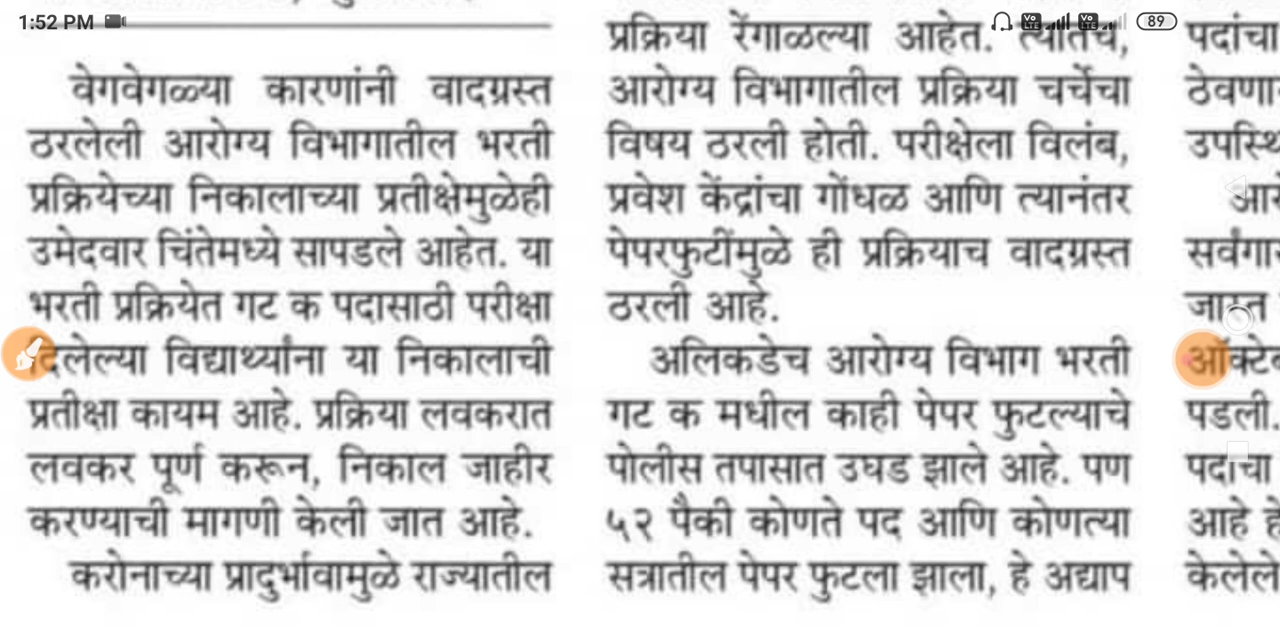 1:52 PM
89
वेगवेगळ्या कारणांनी वादग्रस्त
ठरलेली आरोग्य विभागातील भरती
प्रक्रियेच्या निकालाच्या प्रतीक्षेमुळेही
उमेदवार चिंतेमध्ये सापडले आहेत. या
भरती प्रक्रियेत गट क पदासाठी परीक्षा
दिलेल्या विद्यार्थ्यांना या निकालाची
प्रतीक्षा कायम आहे. प्रक्रिया लवकरात
लवकर पूर्ण करून, निकाल जाहीर
करण्याची मागणी केली जात आहे.
करोनाच्या प्रादुर्भावामुळे राज्यातील
प्रक्रिया रेंगाळल्या आहेत. त्यातच,
आरोग्य विभागातील प्रक्रिया चर्चेचा
विषय ठरली होती. परीक्षेला विलंब,
प्रवेश केंद्रांचा गोंधळ आणि त्यानंतर
पेपरफुटीमुळे ही प्रक्रियाच वादग्रस्त
ठरली आहे.
अलिकडेच आरोग्य विभाग भरती
गट क मधील काही पेपर फुटल्याचे
पोलीस तपासात उघड झाले आहे. पण
५२ पैकी कोणते पद आणि कोणत्या
सत्रातील पेपर फुटला झाला, हे अद्याप
पदांचा
पडली.
पदांचा
आहे
केलेले